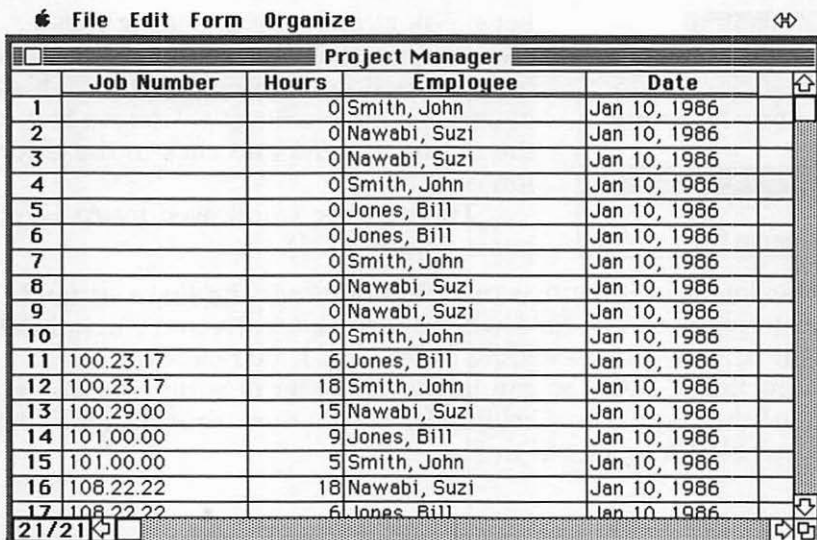 File Edit Form Organize
Project Manager
Job Number Hours Employee Date
1 0 Smith, John Jan 10, 1986
2 0 Nawabi, Suzi Jan 10, 1986
3 0 Nawabi, Suzi Jan 10, 1986
4 0 Smith, John Jan 10, 1986
5 0 Jones, Bill Jan 10, 1986
6 0 Jones, Bill Jan 10, 1986
7 0 Smith, John Jan 10, 1986
8 0 Nawabi, Suzi Jan 10, 1986
9 0 Nawabi, Suzi Jan 10, 1986
10 0 Smith, John Jan 10, 1986
11 100.23.17 6 Jones, Bill Jan 10, 1986
12 100.23.17 18 Smith, John Jan 10, 1986
13 100.29.00 15 Nawabi, Suzi Jan 10, 1986
14 101.00.00 9 Jones, Bill Jan 10, 1986
15 101.00.00 5 Smith, John Jan 10, 1986
16 108.22.22 18 Nawabi, Suzi Jan 10, 1986
17 108.22.22 6 Jones, Bill Jan 10, 1986
21/21